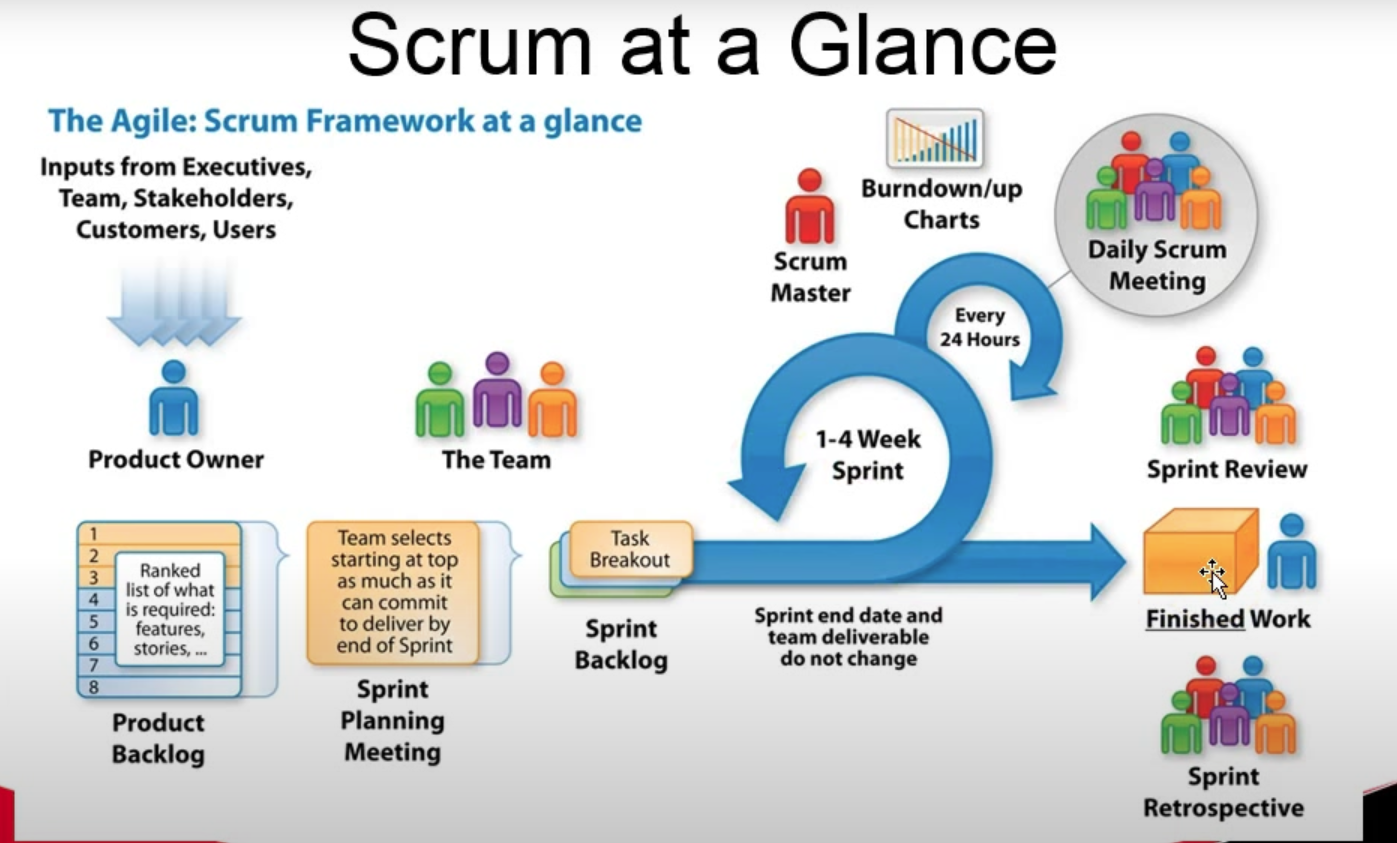 Scrum at a Glance
The Agile: Scrum Framework at a glance
Inputs from Executives,
Team, Stakeholders,
Customers, Users
Product Owner
The Team
Scrum
Master
Burndown/up
Charts
Daily Scrum
Meeting
Every
24 Hours
1-4 Week
Sprint
Sprint Review
1
2
3
4
5
6
7
8
Ranked
list of what
is required:
features,
stories, ...
Product
Backlog
Team selects
starting at top
as much as it
can commit
to deliver by
end of Sprint
Sprint
Planning
Meeting
Task
Breakout
Sprint
Backlog
Sprint end date and
team deliverable
do not change
Finished Work
Sprint
Retrospective